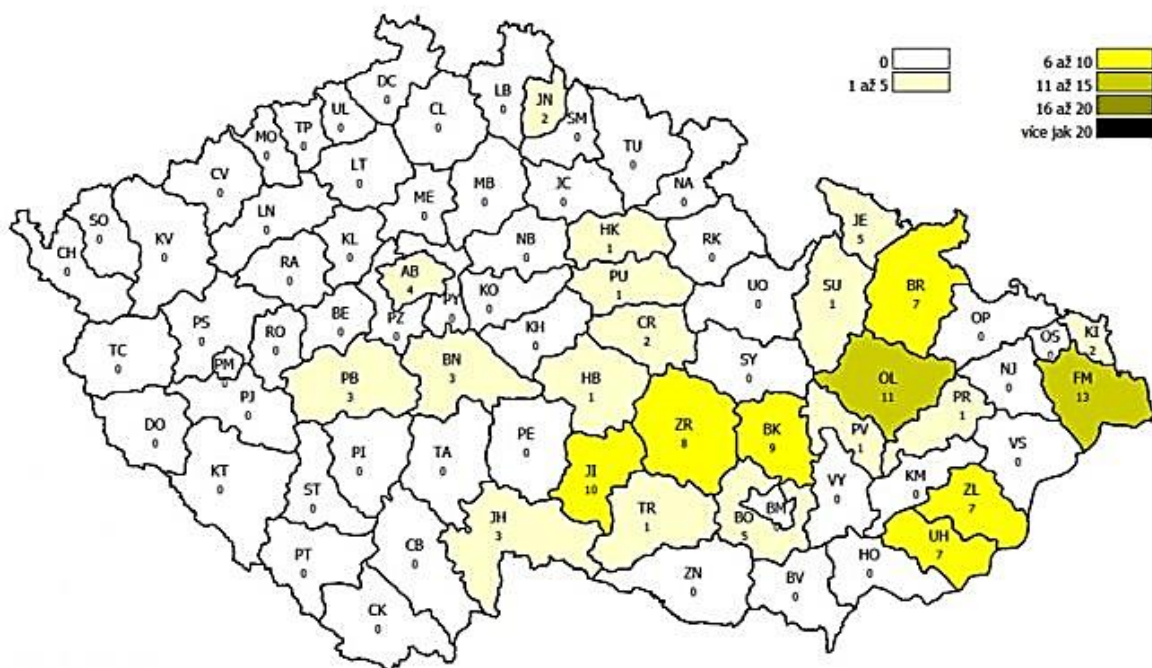 0
1 až 5
6 až 10
11 až 15
16 až 20
více jak 20
DC
0
UL
0
TP
0
MO
0
CL
0
LB
0
JN
2
SM
0
TU
0
CV
0
LT
0
ME
0
MB
0
JC
0
NA
0
SO
0
CH
0
KV
0
LN
0
RA
0
KL
0
AB
4
NB
0
HK
1
RK
0
JE
5
PU
1
UO
0
SU
1
BR
7
OP
0
OS
0
KI
2
TC
0
PS
0
RO
0
BE
0
PZ
0
PY
0
KO
0
KH
0
CR
2
SY
0
PM
0
PJ
0
PB
3
BN
3
HB
1
ZR
8
BK
9
OL
11
PR
1
NJ
0
FM
13
DO
0
KT
0
ST
0
PI
0
TA
0
PE
0
JI
10
PV
1
VY
0
KM
0
VS
0
ZL
7
UH
7
HO
0
JH
3
TR
1
BO
5
BM
PT
0
CB
0
CK
0
ZN
0
BV
0